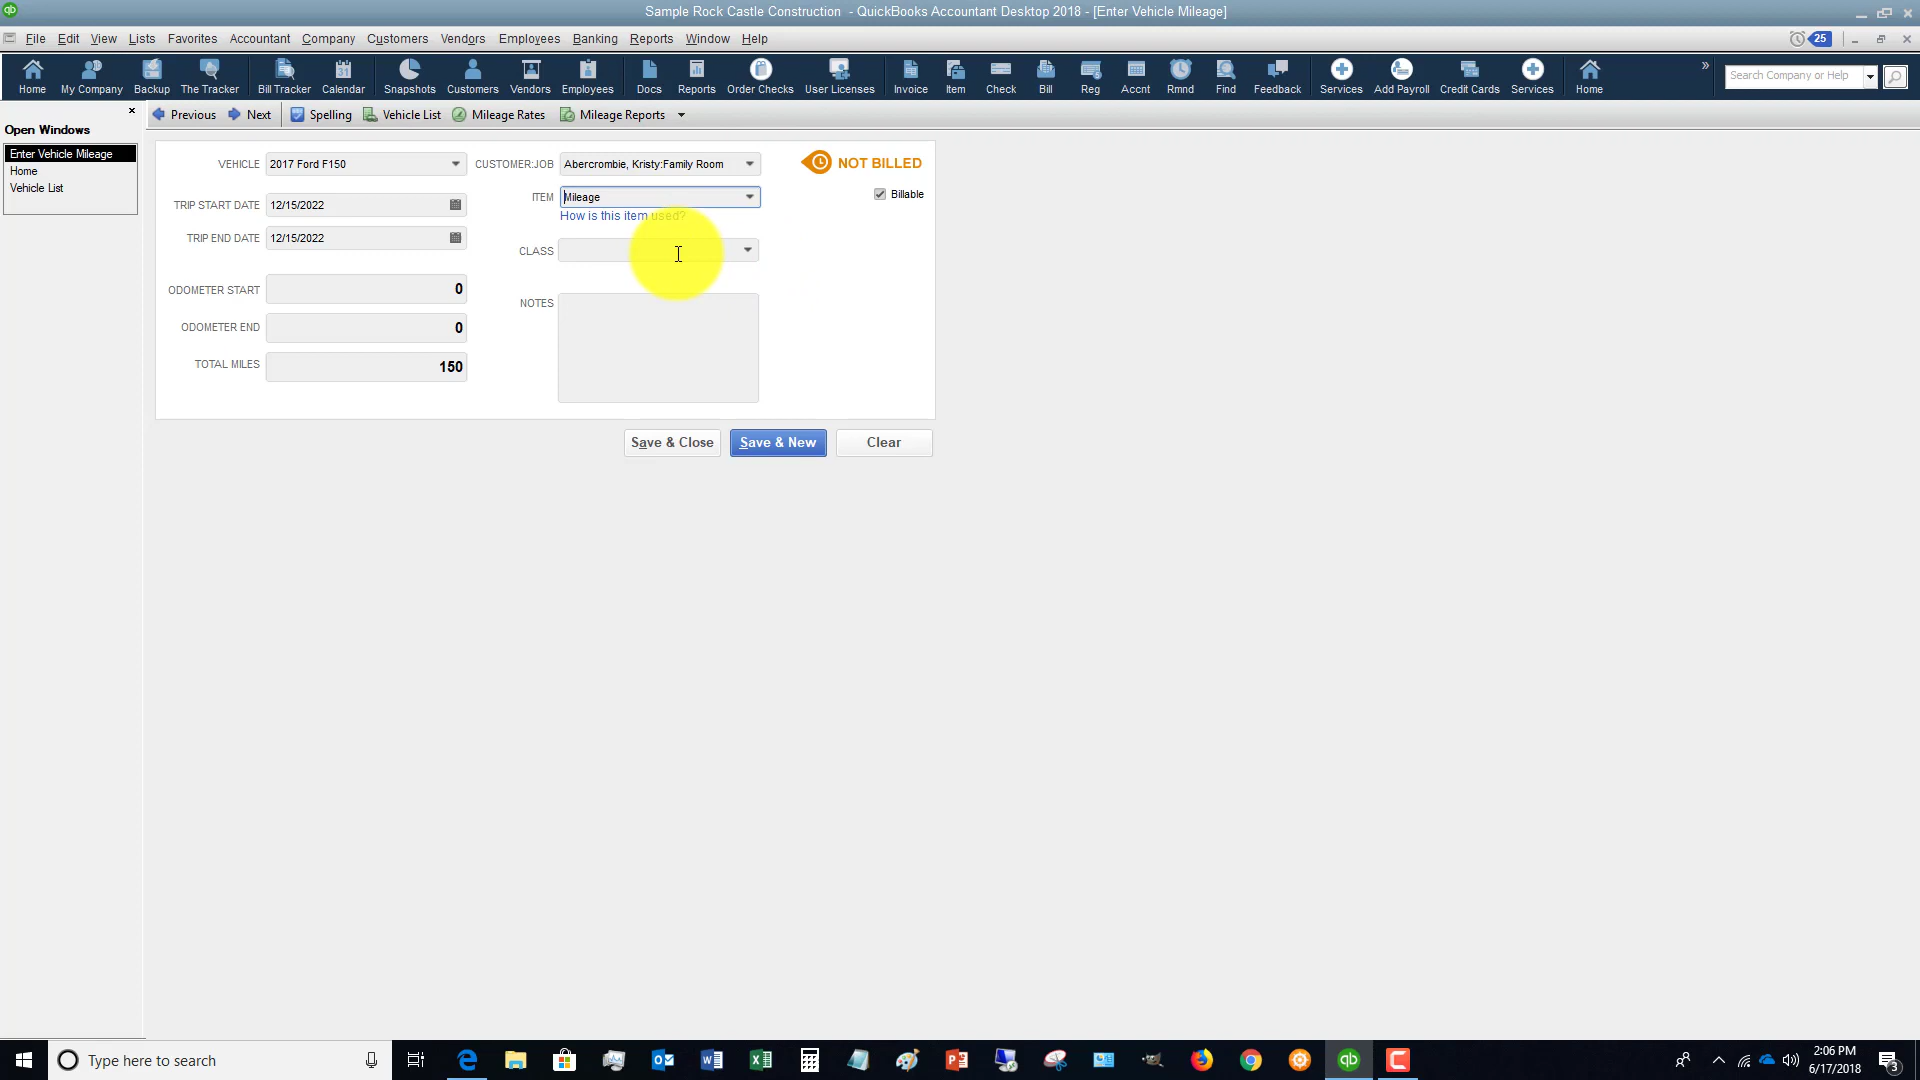 Sample Rock Castle Construction - QuickBooks Accountant Desktop 2018 - [Enter Vehicle Mileage]
File Edit View Lists Favorites Accountant Company Customers Vendors Employees Banking Reports Window Help
25
Home My Company Backup The Tracker Bill Tracker Calendar Snapshots Customers Vendors Employees Docs Reports Order Checks User Licenses Invoice Item Check Bill Reg Accnt Rmnd Find Feedback Services Add Payroll Credit Cards Services Home
Search Company or Help
Previous Next Spelling Vehicle List Mileage Rates Mileage Reports
Open Windows
Enter Vehicle Mileage
Home
Vehicle List
VEHICLE 2017 Ford F150 CUSTOMER:JOB Abercrombie, Kristy:Family Room NOT BILLED
ITEM Mileage Billable
TRIP START DATE 12/15/2022
How is this item used?
TRIP END DATE 12/15/2022
CLASS
ODOMETER START 0
NOTES
ODOMETER END 0
TOTAL MILES 150
Save & Close Save & New Clear
Type here to search
2:06 PM
6/17/2018
3